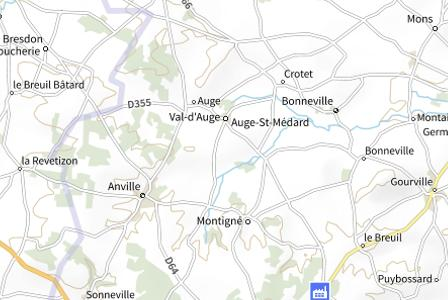 66
Mons
Bresdon
oucherie
Crotet
le Breuil Bâtard
Auge
D355
Bonneville
Val-d'Auge
Auge-St-Médard
Montai
Germ
la Revetizon
Bonneville
Anville
Gourville
Montigné
le Breuil
D64
Puybossard
Sonneville